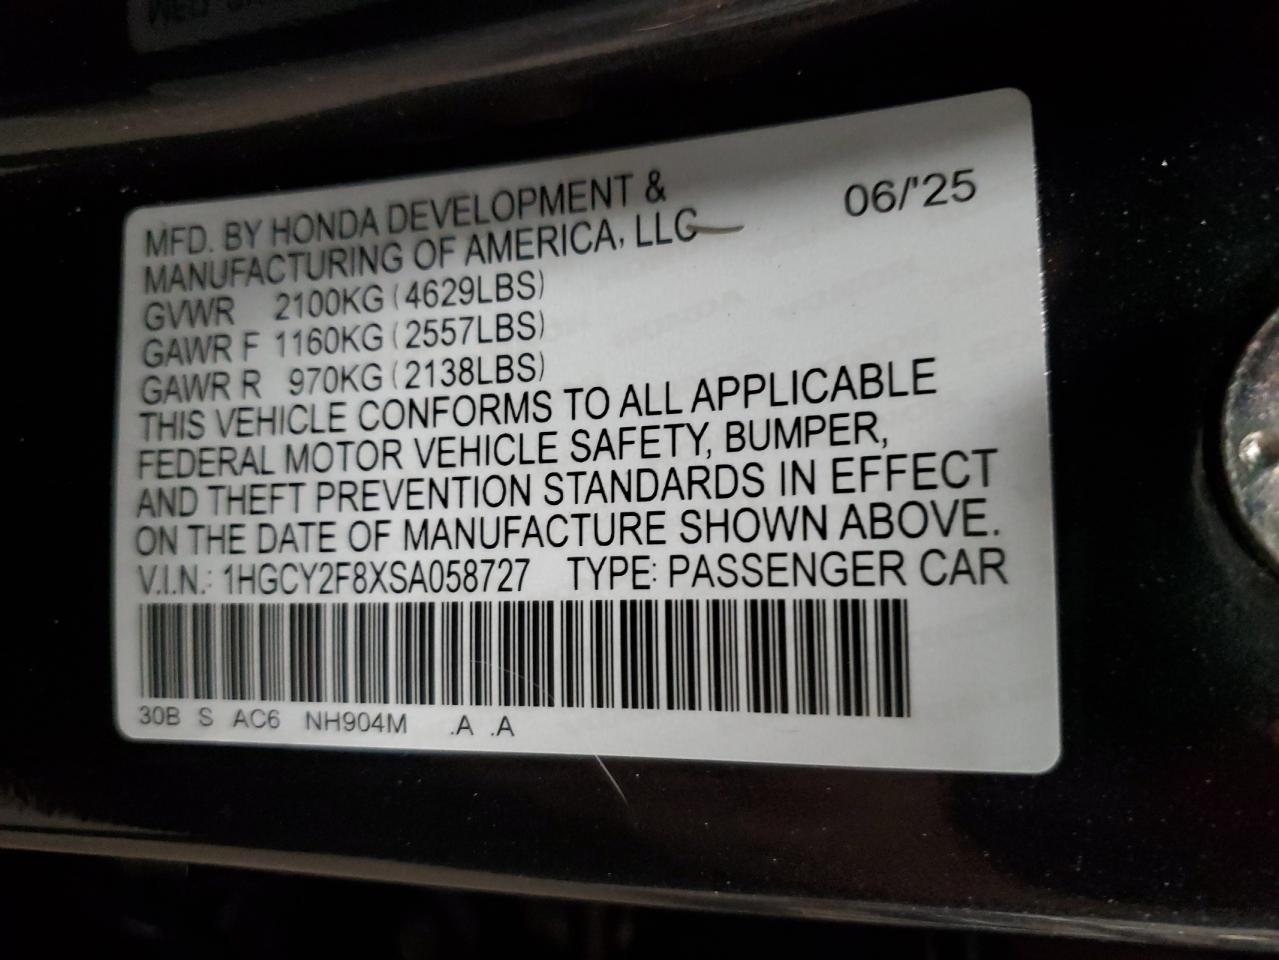 MFD. BY HONDA DEVELOPMENT &
MANUFACTURING OF AMERICA, LLC
06/'25
GVWR 2100KG (4629LBS)
GAWR F 1160KG (2557LBS)
GAWR R 970KG (2138LBS)
THIS VEHICLE CONFORMS TO ALL APPLICABLE
FEDERAL MOTOR VEHICLE SAFETY, BUMPER,
AND THEFT PREVENTION STANDARDS IN EFFECT
ON THE DATE OF MANUFACTURE SHOWN ABOVE.
V.I.N.: 1HGCY2F8XSA058727 TYPE: PASSENGER CAR
30B S AC6 NH904M .A .A